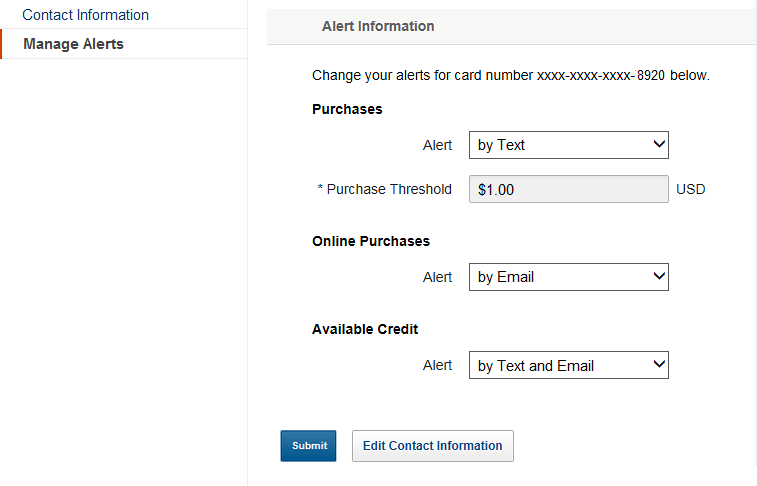 Contact Information
Manage Alerts
Alert Information
Change your alerts for card number xxxx-xxxx-xxxx-8920 below.
Purchases
Alert by Text
* Purchase Threshold $1.00 USD
Online Purchases
Alert by Email
Available Credit
Alert by Text and Email
Submit Edit Contact Information